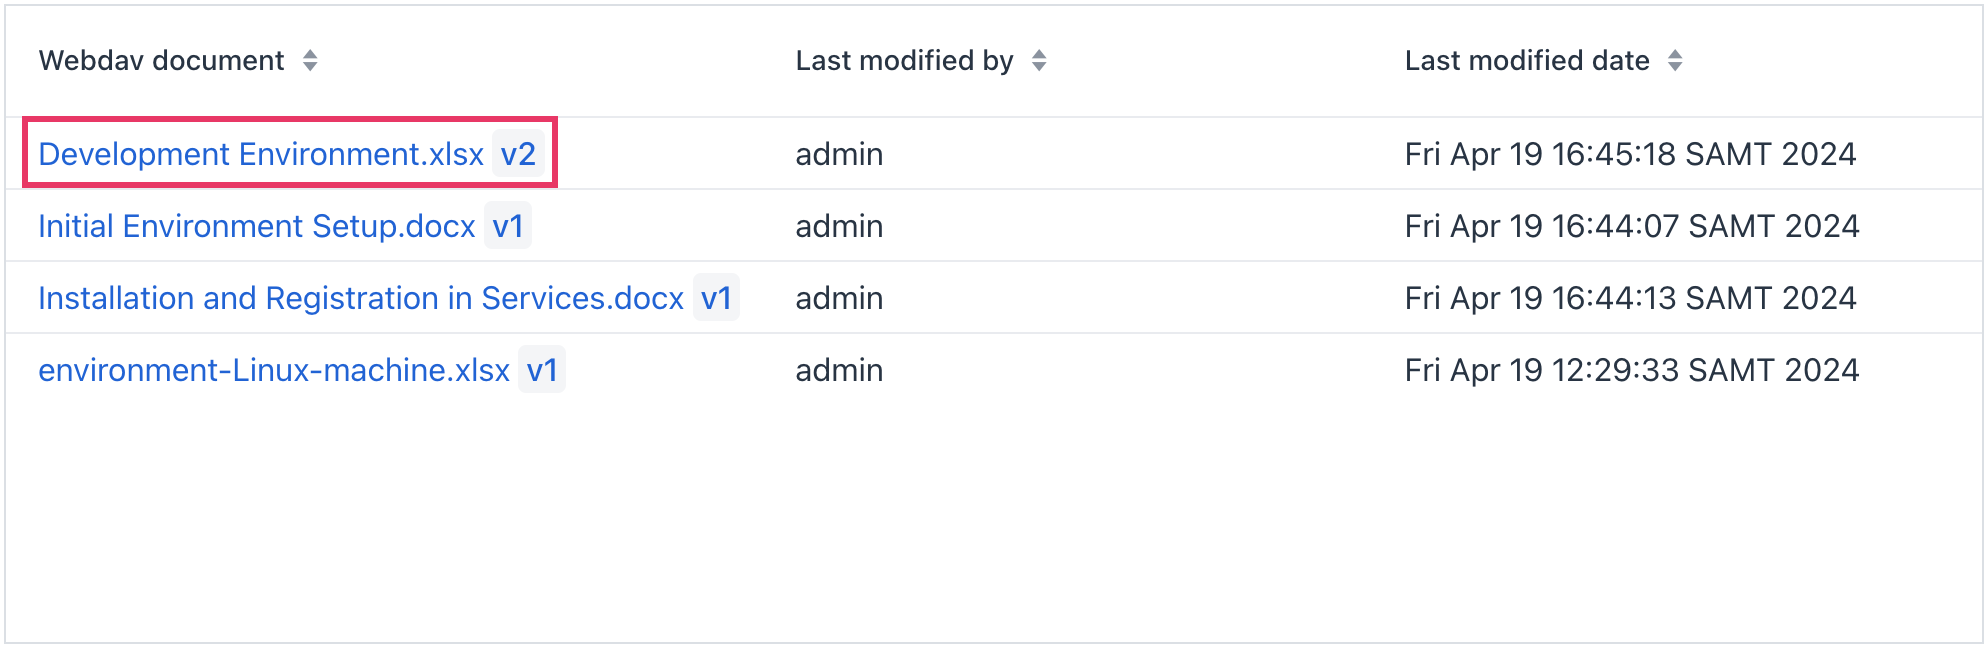 Webdav document Last modified by Last modified date
Development Environment.xlsx v2 admin Fri Apr 19 16:45:18 SAMT 2024
Initial Environment Setup.docx v1 admin Fri Apr 19 16:44:07 SAMT 2024
Installation and Registration in Services.docx v1 admin Fri Apr 19 16:44:13 SAMT 2024
environment-Linux-machine.xlsx v1 admin Fri Apr 19 12:29:33 SAMT 2024